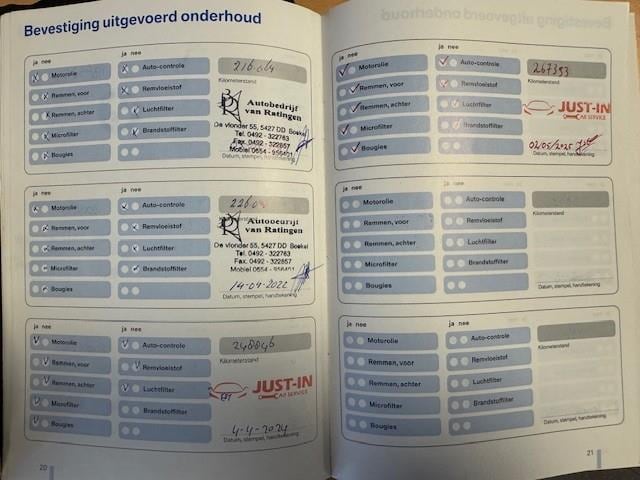 Bevestiging uitgevoerd onderhoud
ja nee
ja nee
Motorolie
Auto-controle
Remmen, voor
Remvloeistof
Kilometerstand
Remmen, achter
Luchtfilter
Autobedrijf
van Ratingen
Microfilter
Brandstoffilter
De vlonder 55, 5427 DD Boekel
Tel. 0492 - 322763
Fax. 0492 - 322857
Bougies
Datum, stempel, handtekening
ja nee
ja nee
Motorolie
Auto-controle
Remmen, voor
Remvloeistof
Autobedrijf
van Ratingen
Remmen, achter
Luchtfilter
De vlonder 55, 5427 DD Boekel
Tel. 0492 - 322763
Fax. 0492 - 322857
Microfilter
Brandstoffilter
Bougies
14-04-2022
Datum, stempel, handtekening
ja nee
ja nee
Motorolie
Auto-controle
248846
Remmen, voor
Remvloeistof
Kilometerstand
Remmen, achter
Luchtfilter
JUST-IN
CAR SERVICE
Microfilter
Brandstoffilter
Bougies
4-4-2024
Datum, stempel, handtekening
20
ja nee
ja nee
Motorolie
Auto-controle
267353
Remmen, voor
Remvloeistof
Kilometerstand
Remmen, achter
Luchtfilter
JUST-IN
CAR SERVICE
Microfilter
Brandstoffilter
Bougies
02/05/2025
Datum, stempel, handtekening
ja nee
ja nee
Motorolie
Auto-controle
Remmen, voor
Remvloeistof
Kilometerstand
Remmen, achter
Luchtfilter
Microfilter
Brandstoffilter
Bougies
Datum, stempel, handtekening
ja nee
ja nee
Motorolie
Auto-controle
Remmen, voor
Remvloeistof
Kilometerstand
Remmen, achter
Luchtfilter
Microfilter
Brandstoffilter
Bougies
Datum, stempel, handtekening
21